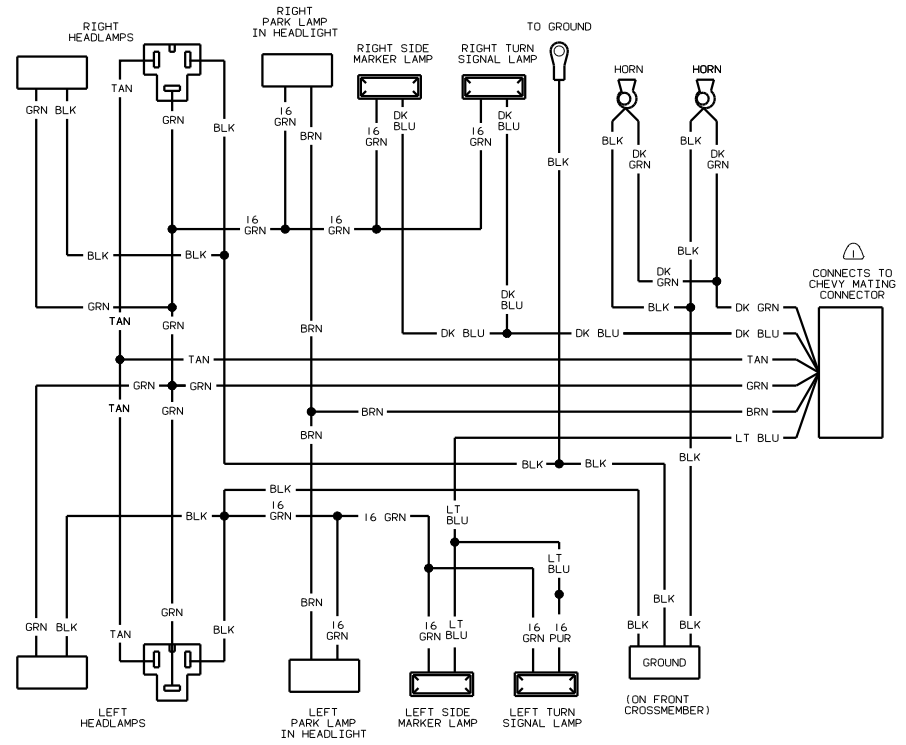 RIGHT
PARK LAMP
IN HEADLIGHT
RIGHT
HEADLAMPS
TO GROUND
RIGHT SIDE
MARKER LAMP
RIGHT TURN
SIGNAL LAMP
HORN
HORN
TAN
GRN
BLK
GRN
BLK
16
GRN
BRN
16
GRN
DK
BLU
16
GRN
DK
BLU
BLK
BLK
DK
GRN
BLK
DK
GRN
16
GRN
16
GRN
BLK
BLK
BLK
1
CONNECTS TO
CHEVY MATING
CONNECTOR
DK
GRN
DK
BLU
GRN
BLK
DK GRN
TAN
GRN
BRN
DK BLU
DK BLU
DK BLU
TAN
TAN
GRN
GRN
GRN
TAN
GRN
BRN
BRN
BRN
LT BLU
BLK
BLK
BLK
BLK
BLK
16
GRN
16 GRN
LT
BLU
LT
BLU
BRN
BLK
GRN
GRN
BLK
TAN
BLK
16
GRN
16
GRN
LT
BLU
16
GRN
16
PUR
BLK
BLK
GROUND
(ON FRONT
CROSSMEMBER)
LEFT
HEADLAMPS
LEFT
PARK LAMP
IN HEADLIGHT
LEFT SIDE
MARKER LAMP
LEFT TURN
SIGNAL LAMP